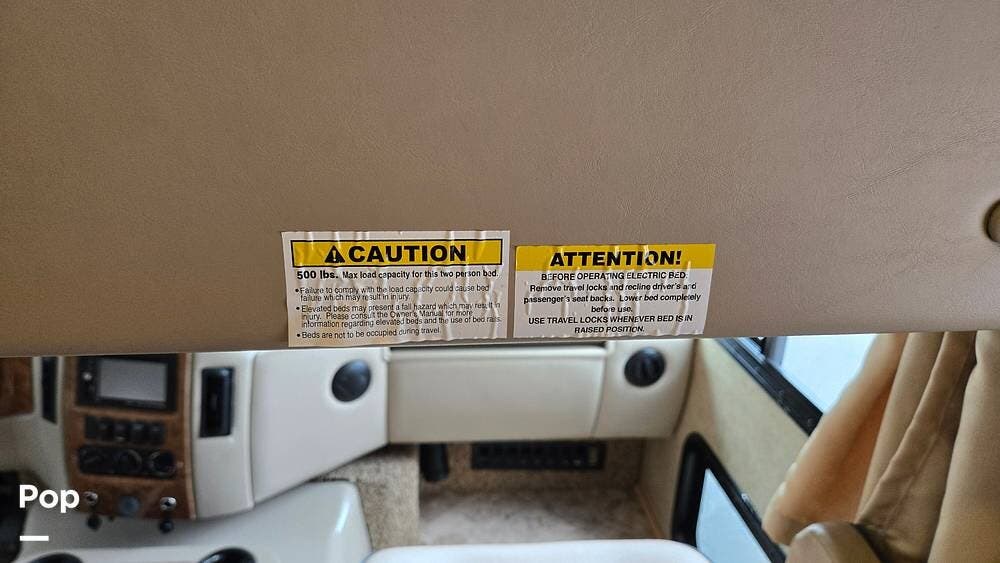 CAUTION
500 lbs. Max load capacity for this two person bed.
• Failure to comply with the load capacity could cause bed
failure which may result in injury.
• Elevated beds may present a fall hazard which may result in
injury. Please consult the Owner's Manual for more
information regarding elevated beds and the use of bed rails.
• Beds are not to be occupied during travel.
ATTENTION!
BEFORE OPERATING ELECTRIC BED:
Remove travel locks and recline driver's and
passenger's seat backs. Lower bed completely
before use.
USE TRAVEL LOCKS WHENEVER BED IS IN
RAISED POSITION.
Pop